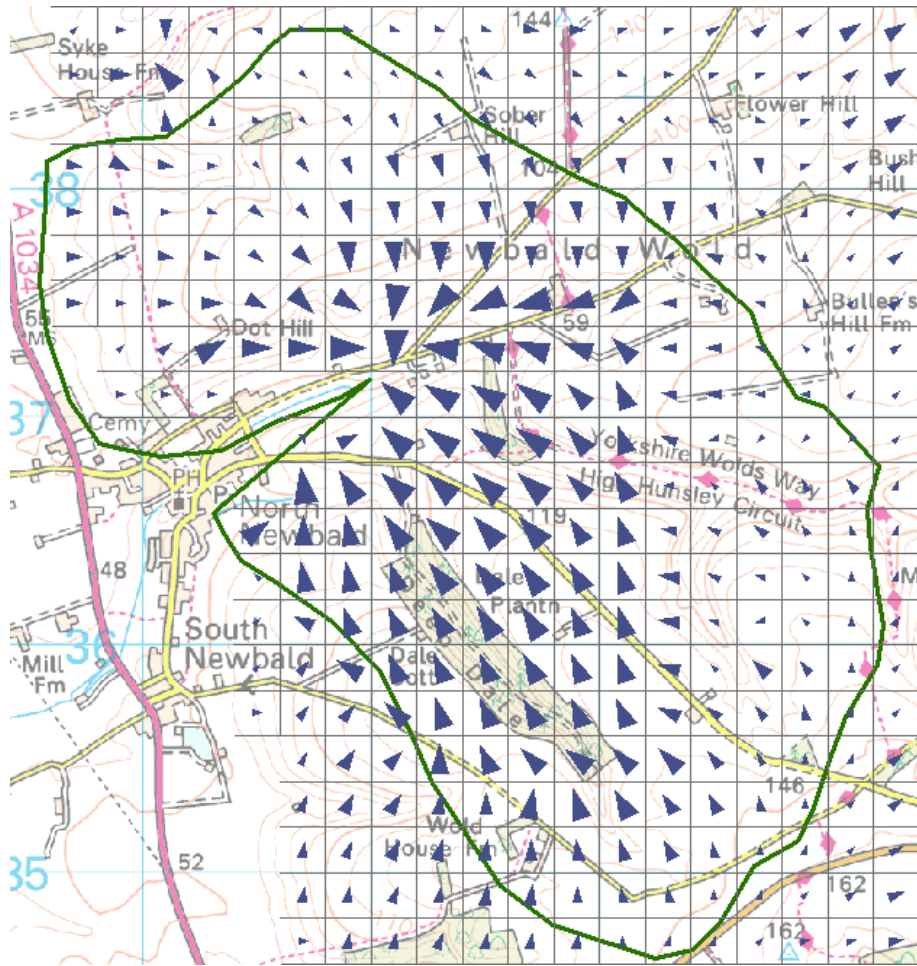 144
Syke
House Fm
Flower Hill
Sober
Hill
104
Bush
Hill
38
A 1034
Newbald Wold
55
Dot Hill
59
Buller's
Hill Fm
37
Cemy
Yorkshire Wolds Way
High Hunsley Circuit
PH
P
North
Newbald
119
48
Dale
Plantn
M
36
South
Newbald
Mill
Fm
Dale
Cott
Dale
146
Wold
House Fm
35
52
162
162